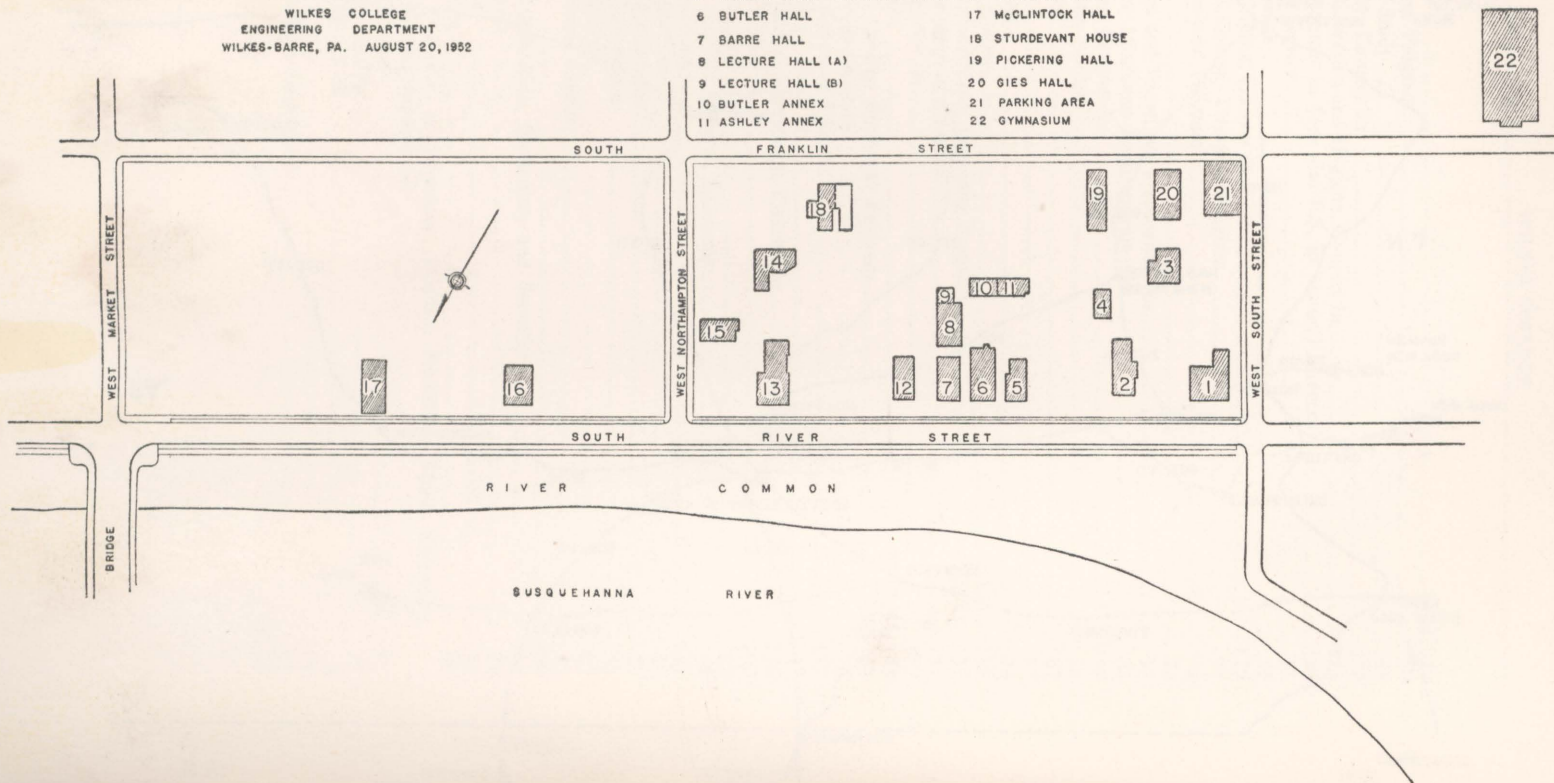 WILKES COLLEGE
ENGINEERING DEPARTMENT
WILKES-BARRE, PA. AUGUST 20, 1952
6 BUTLER HALL
7 BARRE HALL
8 LECTURE HALL (A)
9 LECTURE HALL (B)
10 BUTLER ANNEX
11 ASHLEY ANNEX
17 McCLINTOCK HALL
18 STURDEVANT HOUSE
19 PICKERING HALL
20 GIES HALL
21 PARKING AREA
22 GYMNASIUM
22
SOUTH FRANKLIN STREET
WEST MARKET STREET
WEST NORTHAMPTON STREET
WEST SOUTH STREET
18
19
20
21
14
3
9
10
11
4
15
8
17
16
13
12
7
6
5
2
1
SOUTH RIVER STREET
RIVER COMMON
BRIDGE
SUSQUEHANNA RIVER